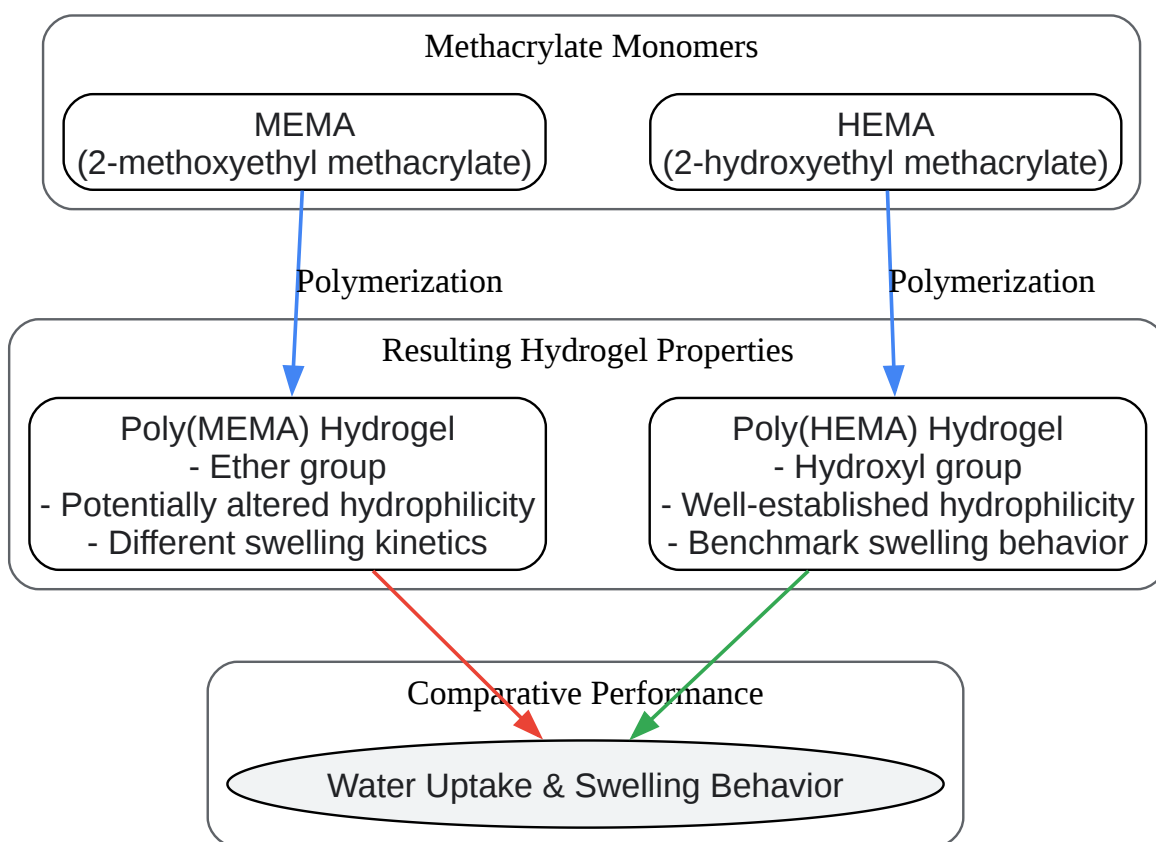 Methacrylate Monomers
MEMA
(2-methoxyethyl methacrylate)
HEMA
(2-hydroxyethyl methacrylate)
Polymerization
Polymerization
Resulting Hydrogel Properties
Poly(MEMA) Hydrogel
- Ether group
- Potentially altered hydrophilicity
- Different swelling kinetics
Poly(HEMA) Hydrogel
- Hydroxyl group
- Well-established hydrophilicity
- Benchmark swelling behavior
Comparative Performance
Water Uptake & Swelling Behavior